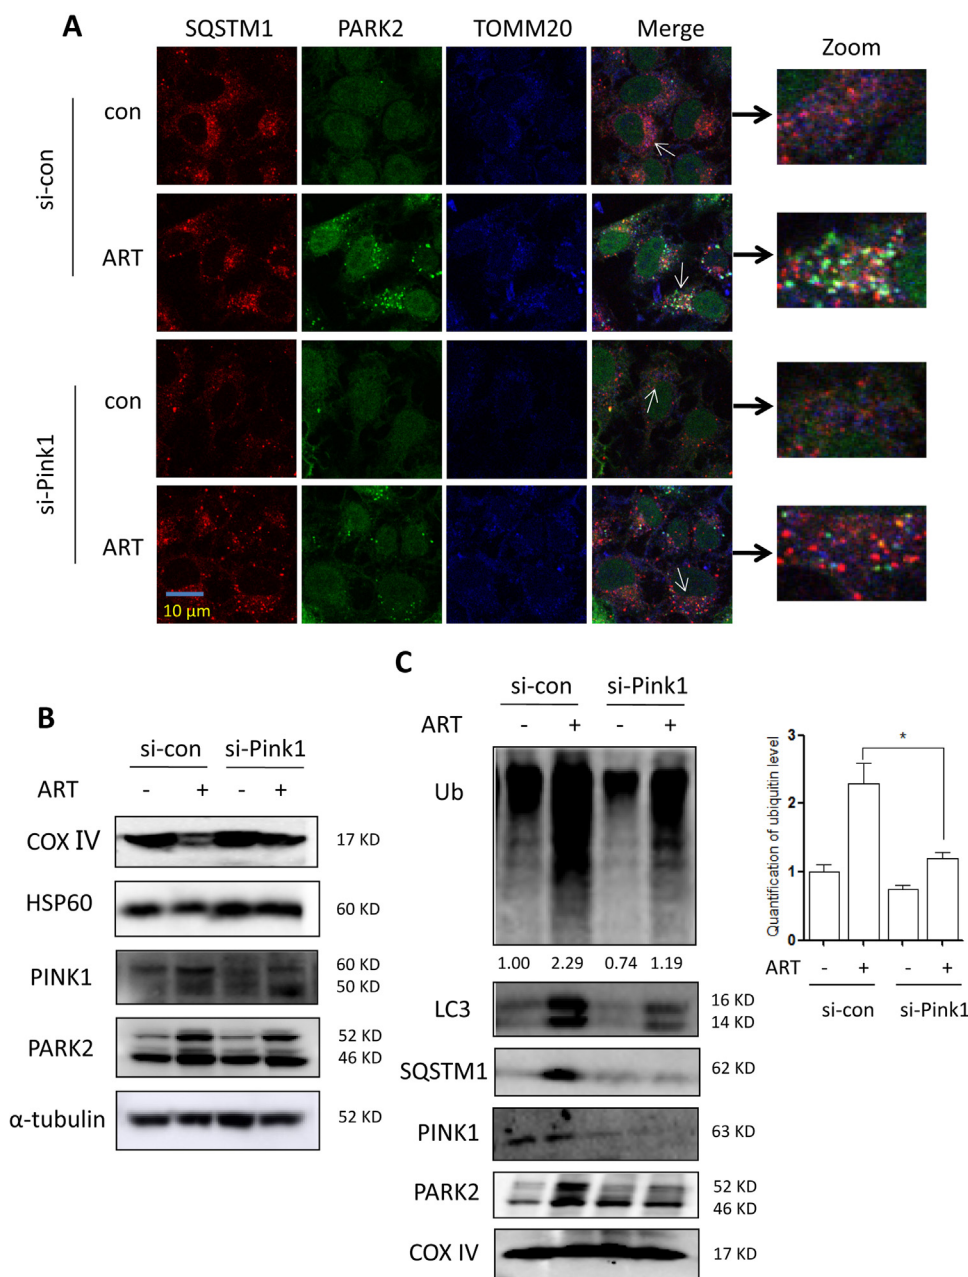 A
SQSTM1 PARK2 TOMM20 Merge Zoom
si-con
con
ART
si-Pink1
con
ART
10 µm
B
si-con si-Pink1
ART - + - +
COX IV 17 KD
HSP60 60 KD
PINK1 60 KD
50 KD
PARK2 52 KD
46 KD
α-tubulin 52 KD
C
si-con si-Pink1
ART - + - +
Ub
1.00 2.29 0.74 1.19
LC3 16 KD
14 KD
SQSTM1 62 KD
PINK1 63 KD
PARK2 52 KD
46 KD
COX IV 17 KD
Quantification of ubiquitin level
3
2
1
0
*
ART - + - +
si-con si-Pink1